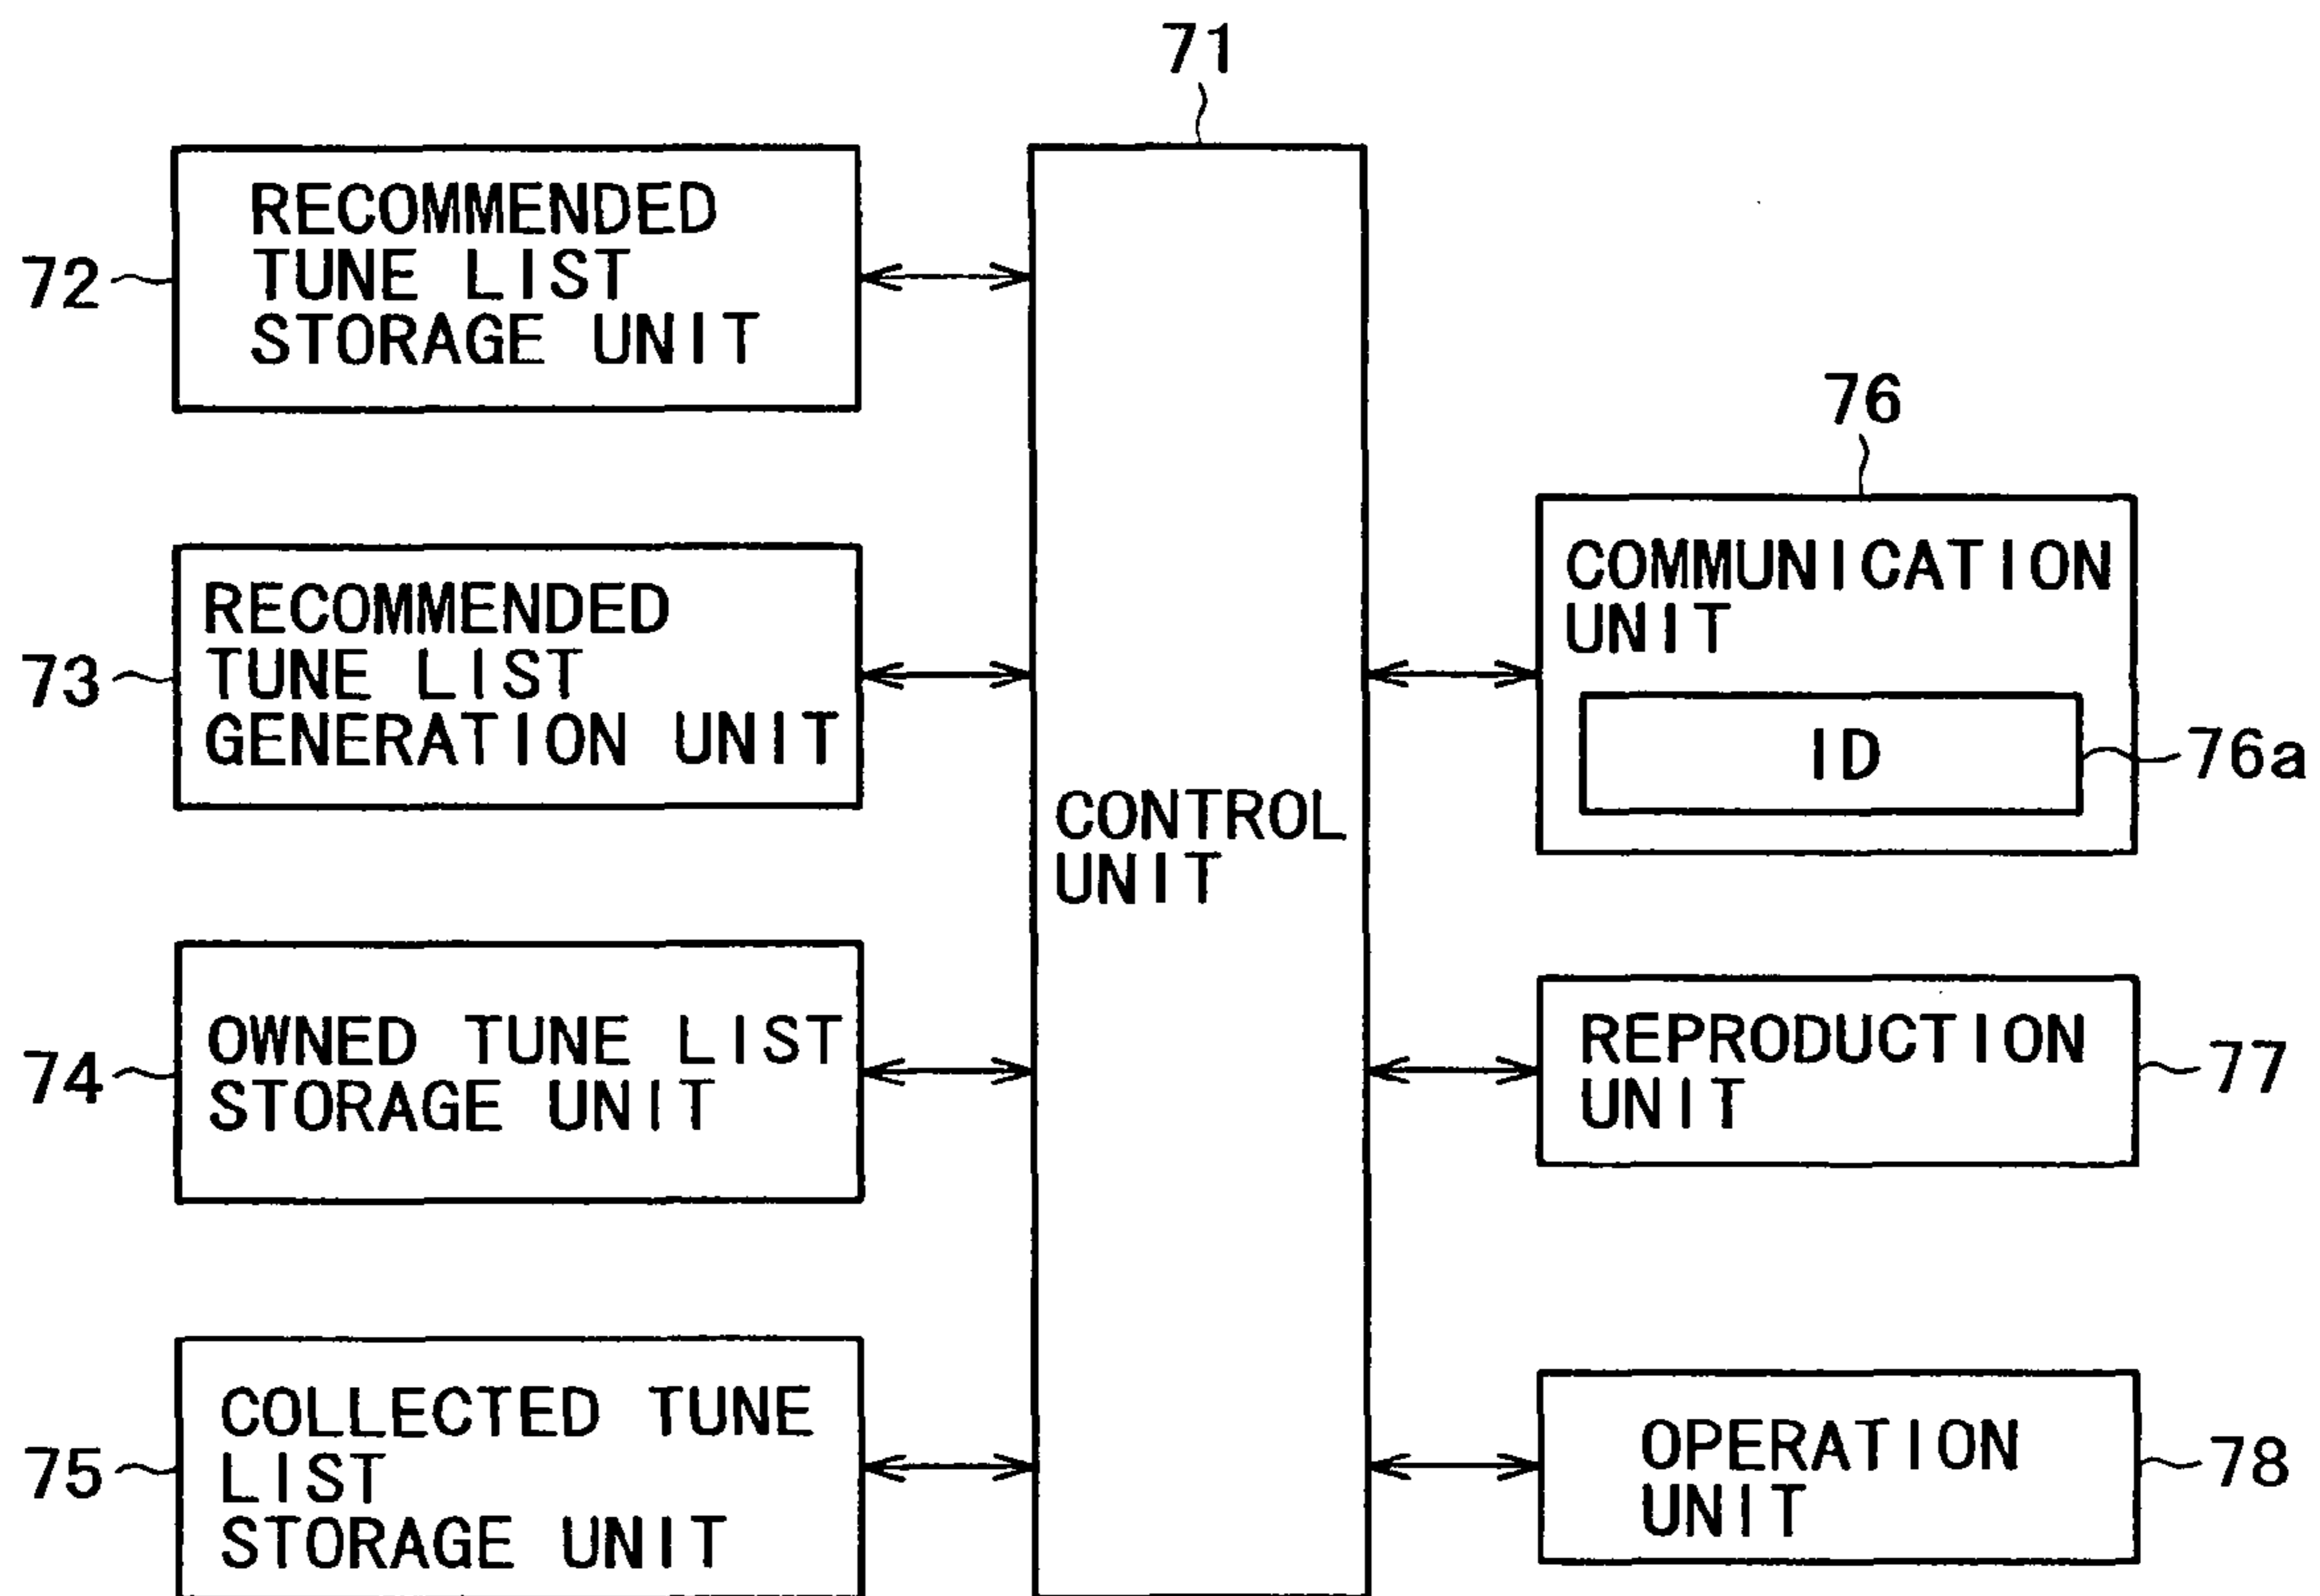 71
72
RECOMMENDED
TUNE LIST
STORAGE UNIT
73
RECOMMENDED
TUNE LIST
GENERATION UNIT
74
OWNED TUNE LIST
STORAGE UNIT
75
COLLECTED TUNE
LIST
STORAGE UNIT
CONTROL
UNIT
76
COMMUNICATION
UNIT
ID
76a
REPRODUCTION
UNIT
77
OPERATION
UNIT
78